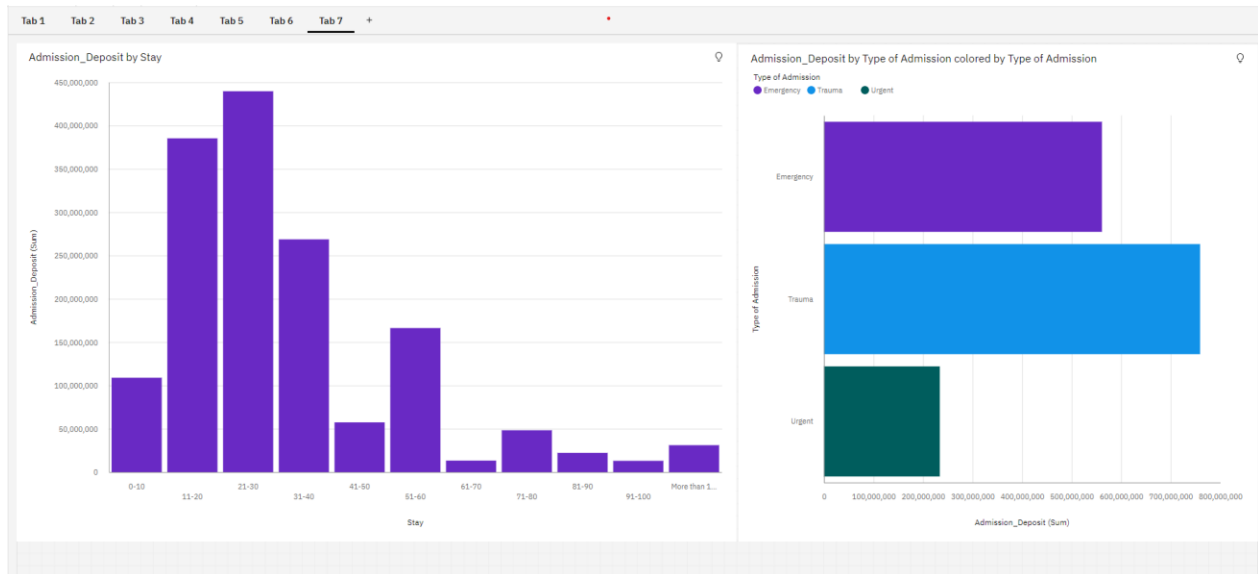 Tab 1 Tab 2 Tab 3 Tab 4 Tab 5 Tab 6 Tab 7 +
Admission_Deposit by Stay
450,000,000
400,000,000
350,000,000
300,000,000
250,000,000
200,000,000
150,000,000
100,000,000
50,000,000
0
Admission_Deposit (Sum)
0-10 11-20 21-30 31-40 41-50 51-60 61-70 71-80 81-90 91-100 More than 1...
Stay
Admission_Deposit by Type of Admission colored by Type of Admission
Type of Admission
Emergency Trauma Urgent
Emergency
Trauma
Urgent
Type of Admission
0 100,000,000 200,000,000 300,000,000 400,000,000 500,000,000 600,000,000 700,000,000 800,000,000
Admission_Deposit (Sum)